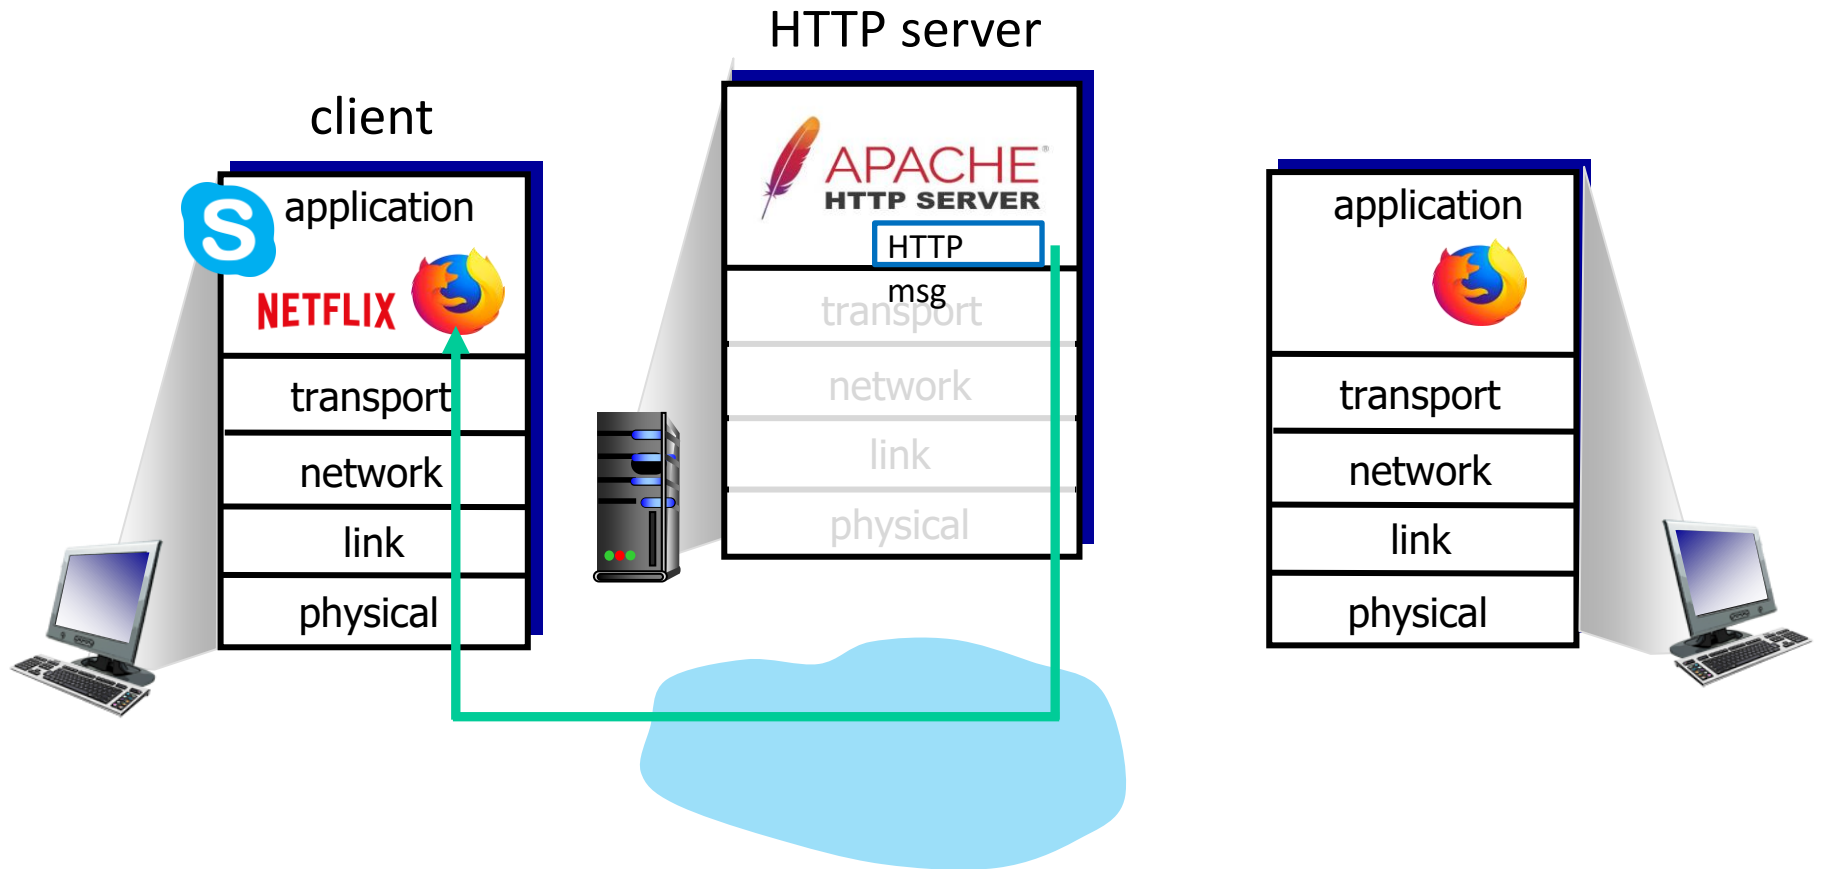 HTTP server
client
application
NETFLIX
transport
network
link
physical
APACHE®
HTTP SERVER
HTTP
msg
transport
network
link
physical
application
transport
network
link
physical